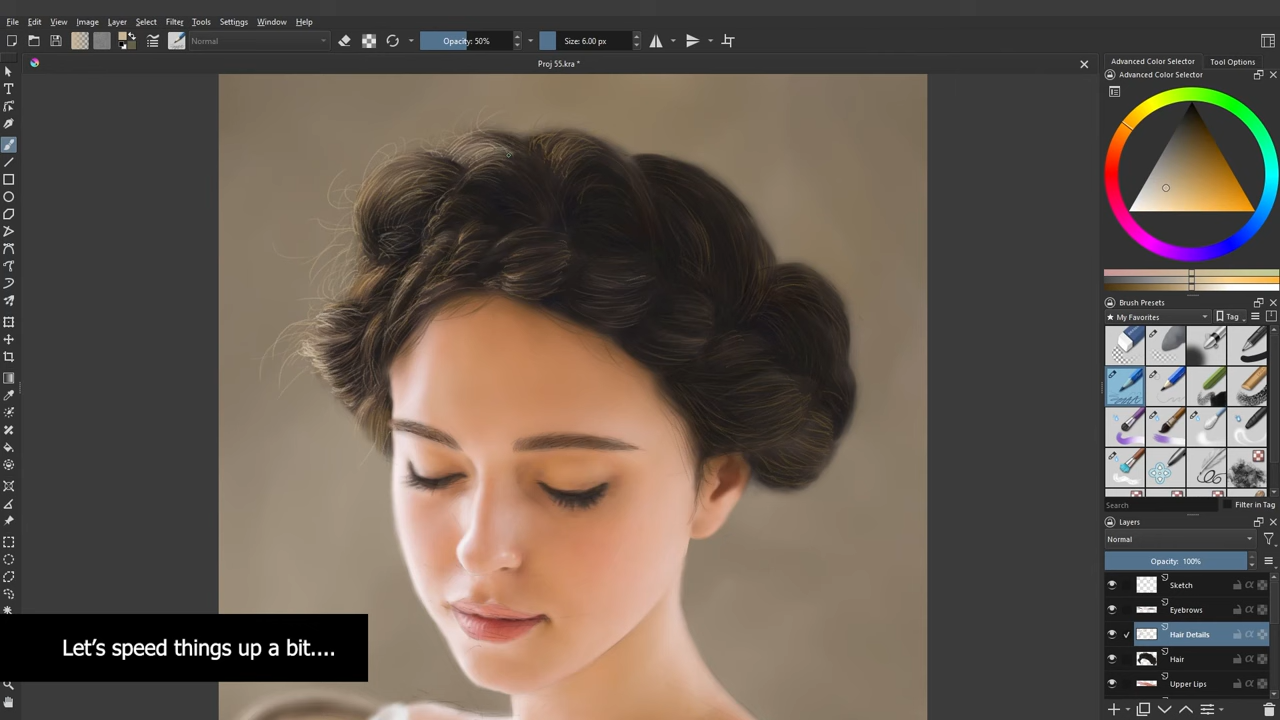 File Edit View Image Layer Select Filter Tools Settings Window Help
Normal Opacity: 50% Size: 6.00 px
Proj 55.kra *
Advanced Color Selector Tool Options
Advanced Color Selector
Brush Presets
★ My Favorites Tag
Search Filter in Tag
Layers
Normal
Opacity: 100%
Sketch
Eyebrows
Hair Details
Hair
Upper Lips
Let's speed things up a bit....